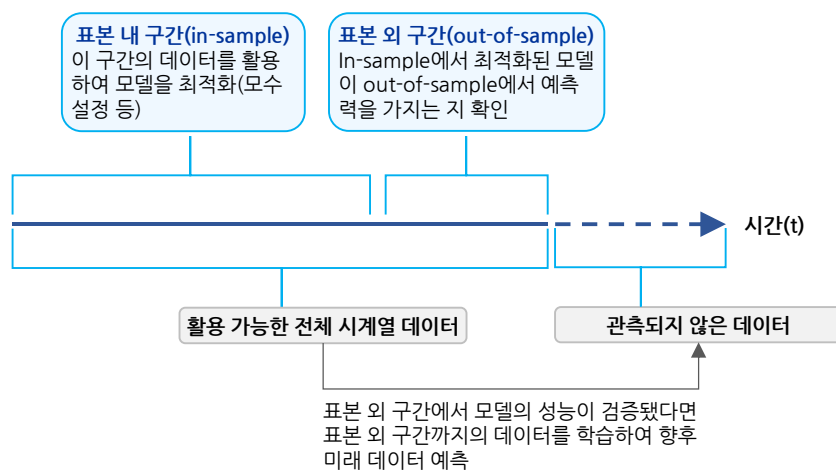 표본 내 구간(in-sample)
이 구간의 데이터를 활용
하여 모델을 최적화(모수
설정 등)
표본 외 구간(out-of-sample)
In-sample에서 최적화된 모델
이 out-of-sample에서 예측
력을 가지는 지 확인
시간(t)
활용 가능한 전체 시계열 데이터
관측되지 않은 데이터
표본 외 구간에서 모델의 성능이 검증됐다면
표본 외 구간까지의 데이터를 학습하여 향후
미래 데이터 예측